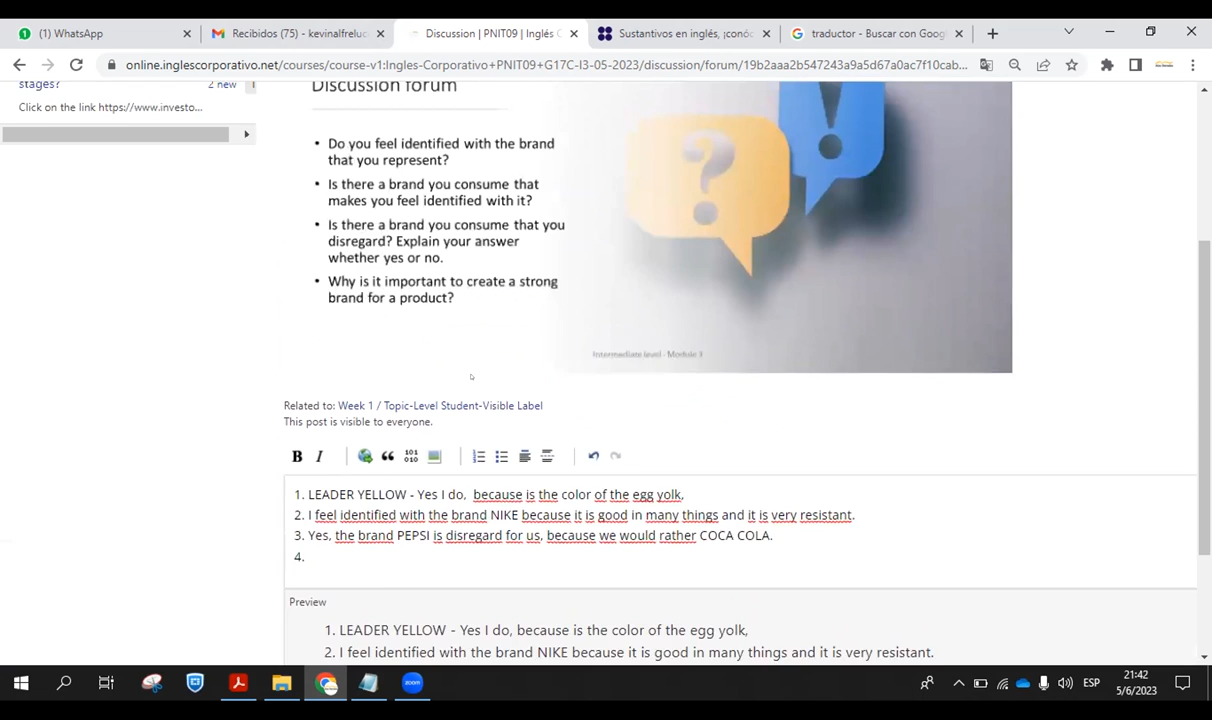 (1) WhatsApp
Recibidos (75) - kevinalfreluc
Discussion | PNIT09 | Inglés C
Sustantivos en inglés, ¡conóc
traductor - Buscar con Googl
online.inglescorporativo.net/courses/course-v1:Ingles-Corporativo+PNIT09+G17C-I3-05-2023/discussion/forum/19b2aaa2b547243a9a5d67a0ac7f10cab...
stages?
2 new
Click on the link https://www.investo...
Discussion forum
• Do you feel identified with the brand
that you represent?
• Is there a brand you consume that
makes you feel identified with it?
• Is there a brand you consume that you
disregard? Explain your answer
whether yes or no.
• Why is it important to create a strong
brand for a product?
Intermediate level - Module 3
Related to: Week 1 / Topic-Level Student-Visible Label
This post is visible to everyone.
B I
101
010
1. LEADER YELLOW - Yes I do,  because is the color of the egg yolk,
2. I feel identified with the brand NIKE because it is good in many things and it is very resistant.
3. Yes, the brand PEPSI is disregard for us, because we would rather COCA COLA.
4.
Preview
1. LEADER YELLOW - Yes I do, because is the color of the egg yolk,
2. I feel identified with the brand NIKE because it is good in many things and it is very resistant.
zoom
ESP
21:42
5/6/2023